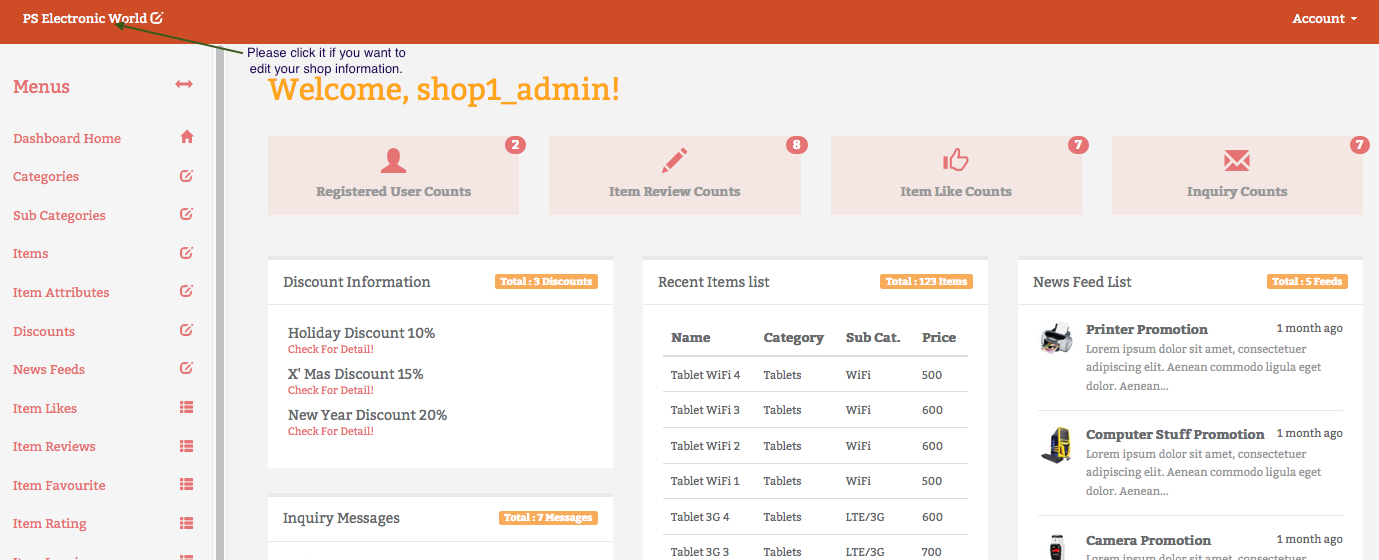 PS Electronic World
Account
Please click it if you want to
edit your shop information.
Menus
Dashboard Home
Categories
Sub Categories
Items
Item Attributes
Discounts
News Feeds
Item Likes
Item Reviews
Item Favourite
Item Rating
Welcome, shop1_admin!
2
Registered User Counts
8
Item Review Counts
7
Item Like Counts
7
Inquiry Counts
Discount Information Total : 3 Discounts
Holiday Discount 10%
Check For Detail!
X' Mas Discount 15%
Check For Detail!
New Year Discount 20%
Check For Detail!
Inquiry Messages Total : 7 Messages
Recent Items list Total : 123 Items
Name Category Sub Cat. Price
Tablet WiFi 4 Tablets WiFi 500
Tablet WiFi 3 Tablets WiFi 600
Tablet WiFi 2 Tablets WiFi 600
Tablet WiFi 1 Tablets WiFi 500
Tablet 3G 4 Tablets LTE/3G 600
Tablet 3G 3 Tablets LTE/3G 700
News Feed List Total : 5 Feeds
Printer Promotion 1 month ago
Lorem ipsum dolor sit amet, consectetuer
adipiscing elit. Aenean commodo ligula eget
dolor. Aenean...
Computer Stuff Promotion 1 month ago
Lorem ipsum dolor sit amet, consectetuer
adipiscing elit. Aenean commodo ligula eget
dolor. Aenean...
Camera Promotion 1 month ago
Lorem ipsum dolor sit amet, consectetuer